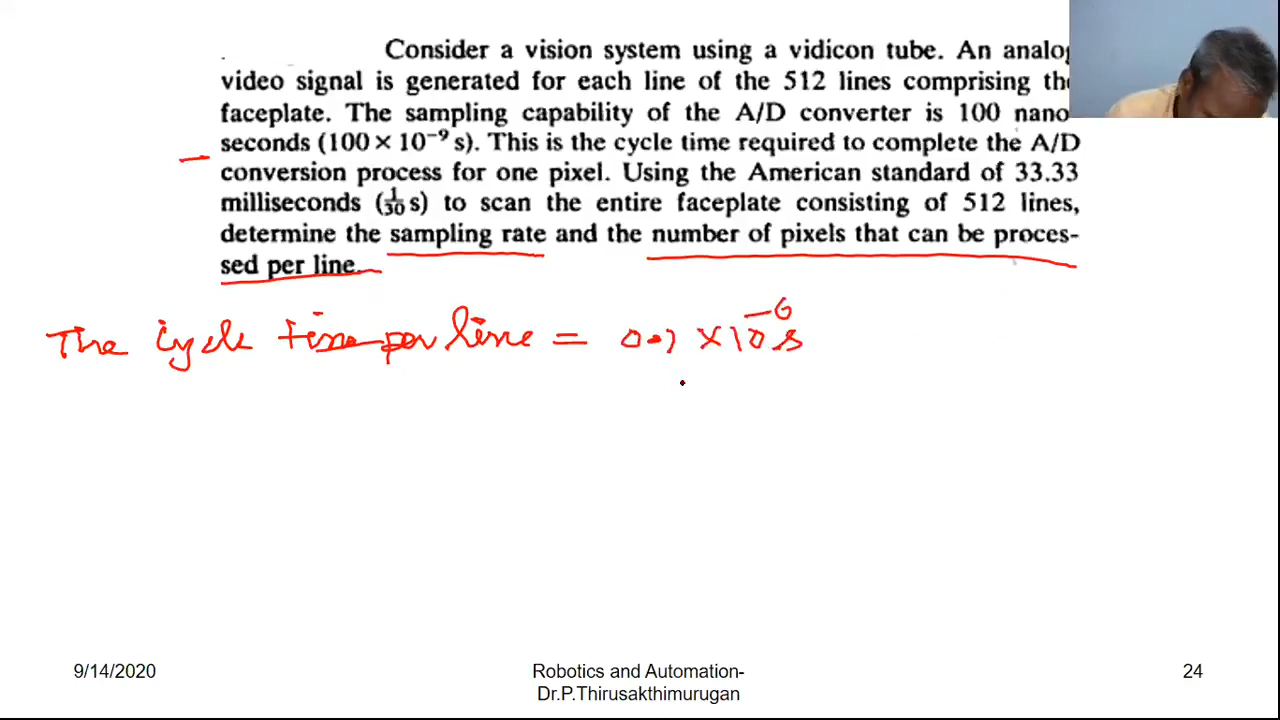 Consider a vision system using a vidicon tube. An analog
video signal is generated for each line of the 512 lines comprising the
faceplate. The sampling capability of the A/D converter is 100 nano
seconds (100 × 10⁻⁹ s). This is the cycle time required to complete the A/D
conversion process for one pixel. Using the American standard of 33.33
milliseconds (1/30 s) to scan the entire faceplate consisting of 512 lines,
determine the sampling rate and the number of pixels that can be proces-
sed per line.
The cycle time per line = 0.1 × 10⁻⁶ s
9/14/2020
Robotics and Automation-
Dr.P.Thirusakthimurugan
24